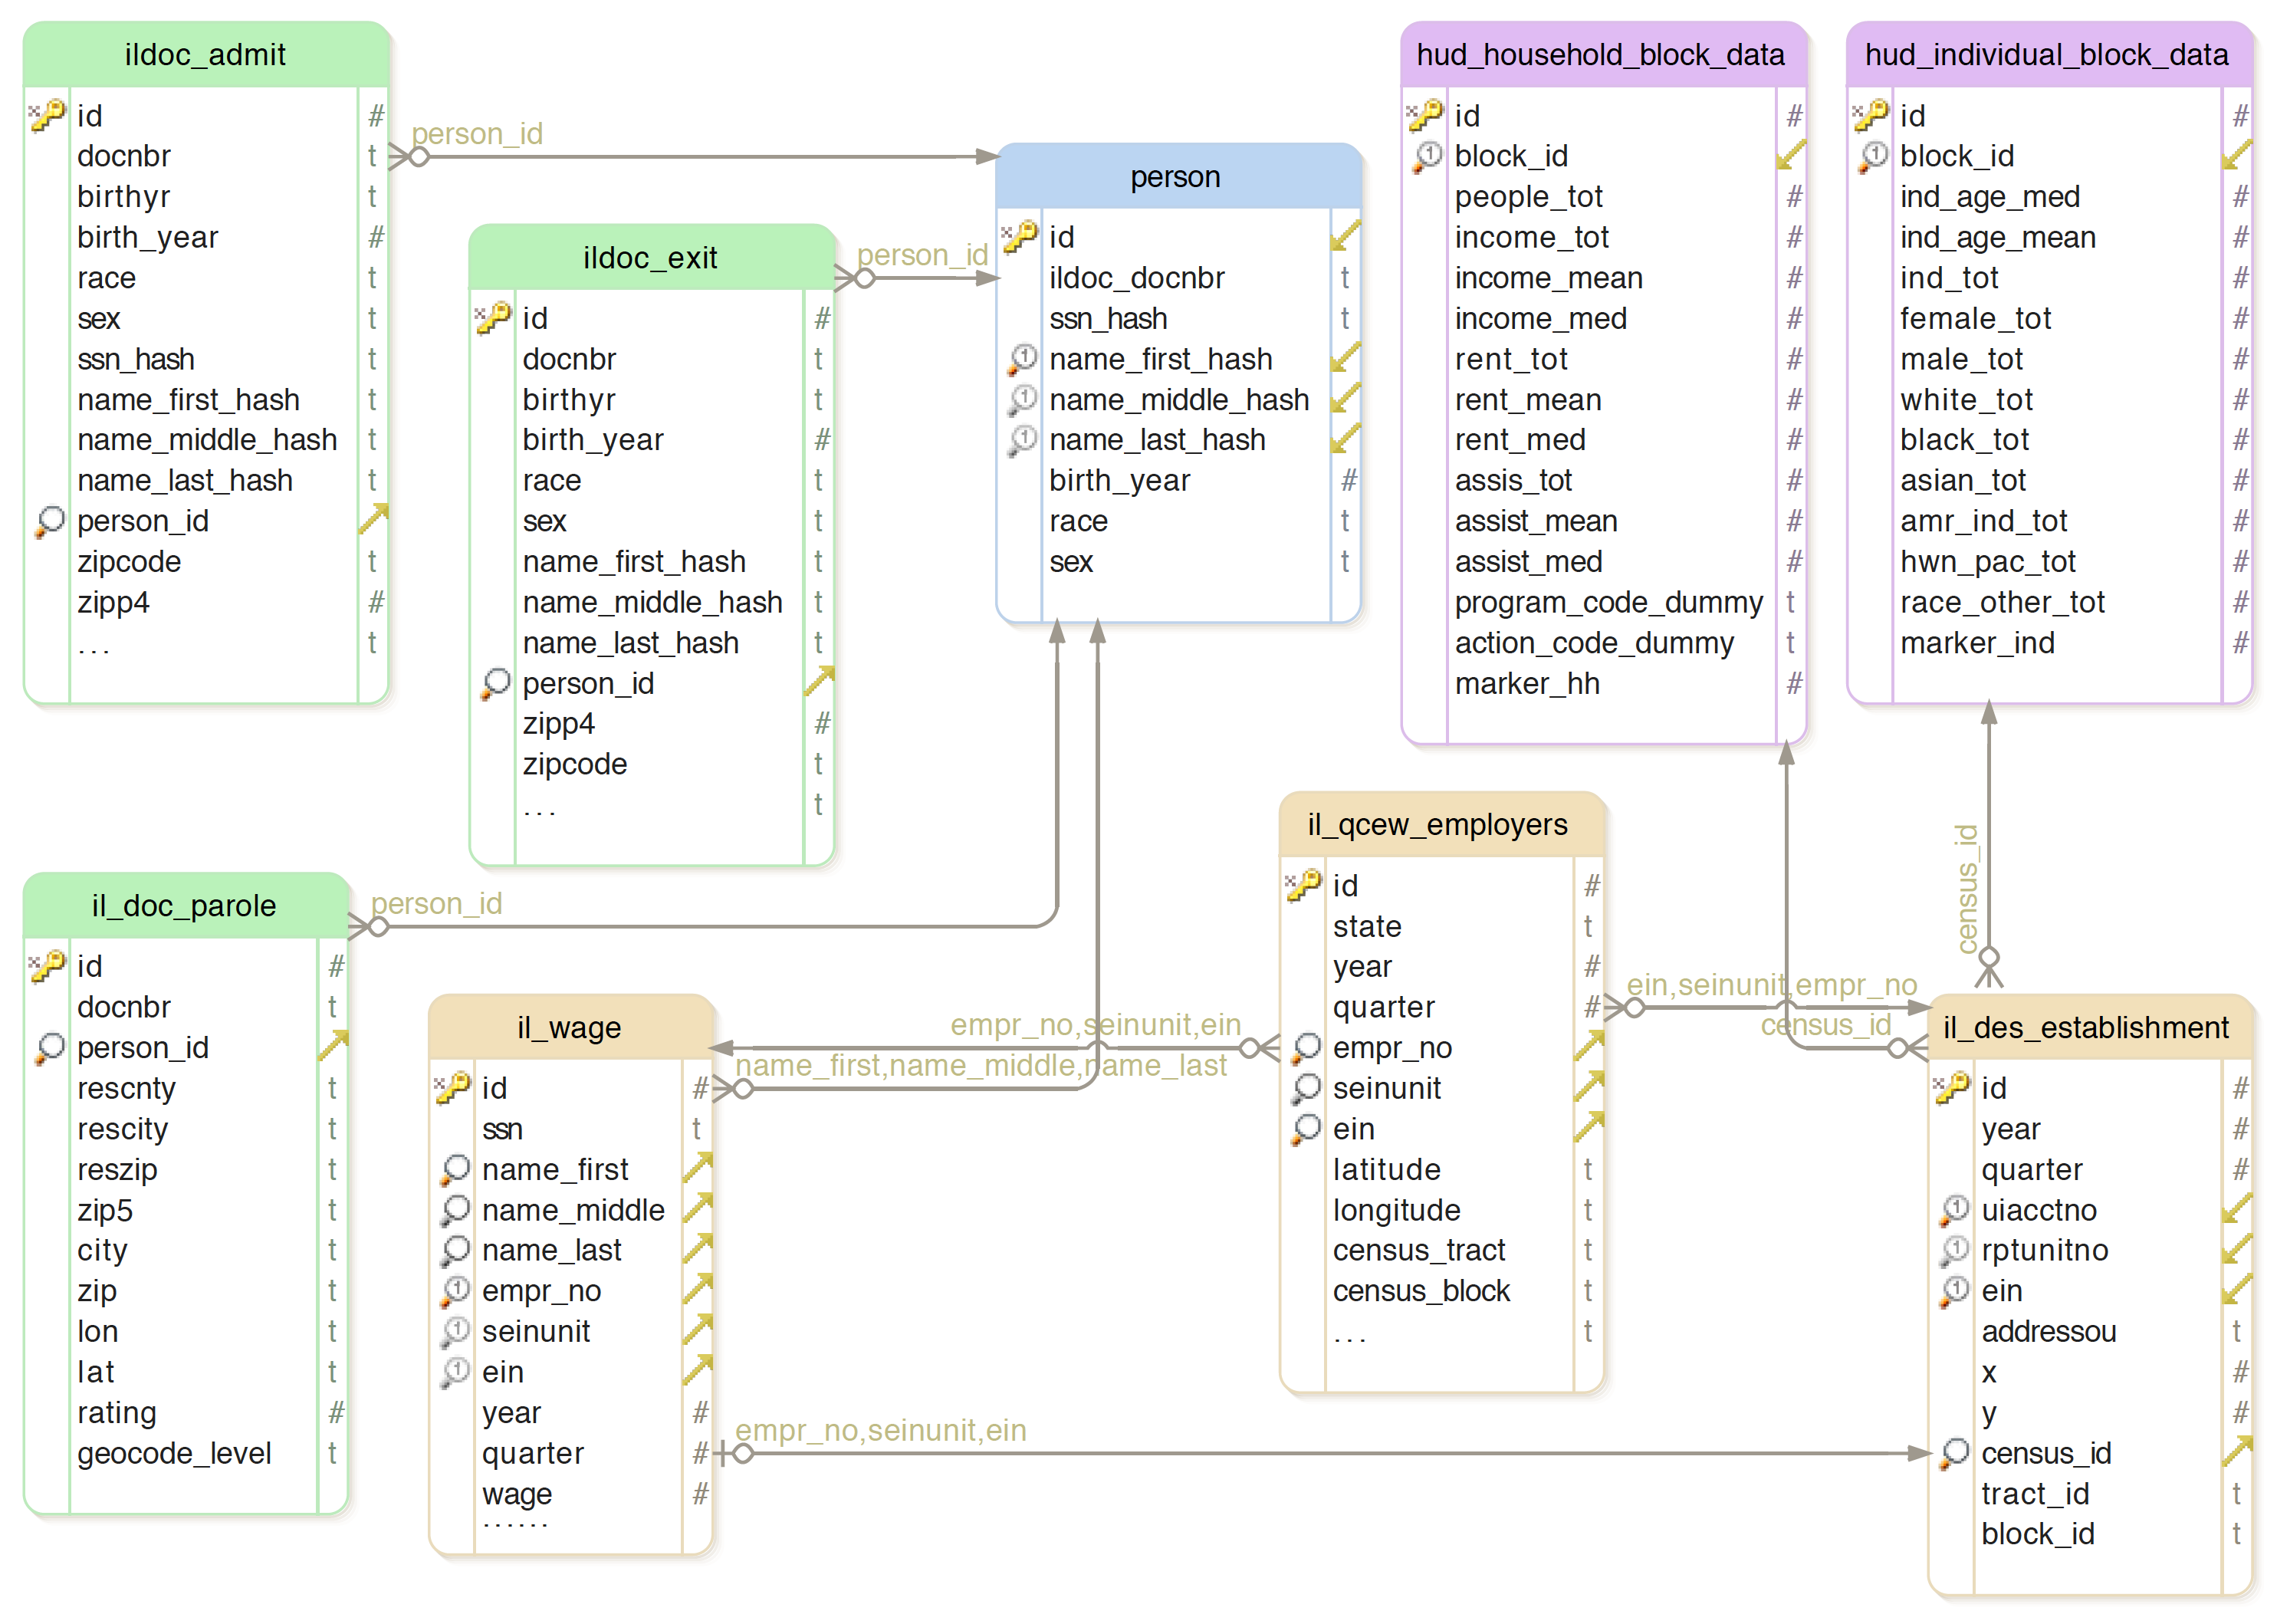 ildoc_admit
id #
docnbr t
birthyr t
birth_year #
race t
sex t
ssn_hash t
name_first_hash t
name_middle_hash t
name_last_hash t
person_id
zipcode t
zipp4 #
... t
person_id
ildoc_exit
id #
docnbr t
birthyr t
birth_year #
race t
sex t
name_first_hash t
name_middle_hash t
name_last_hash t
person_id
zipp4 #
zipcode t
... t
person_id
person
id
ildoc_docnbr t
ssn_hash t
name_first_hash
name_middle_hash
name_last_hash
birth_year #
race t
sex t
hud_household_block_data
id #
block_id
people_tot #
income_tot #
income_mean #
income_med #
rent_tot #
rent_mean #
rent_med #
assis_tot #
assist_mean #
assist_med #
program_code_dummy t
action_code_dummy t
marker_hh #
hud_individual_block_data
id #
block_id
ind_age_med #
ind_age_mean #
ind_tot #
female_tot #
male_tot #
white_tot #
black_tot #
asian_tot #
amr_ind_tot #
hwn_pac_tot #
race_other_tot #
marker_ind #
il_doc_parole
id #
docnbr t
person_id
rescnty t
rescity t
reszip t
zip5 t
city t
zip t
lon t
lat t
rating #
geocode_level t
person_id
il_wage
id #
ssn t
name_first
name_middle
name_last
empr_no
seinunit
ein
year #
quarter #
wage #
......
empr_no,seinunit,ein
name_first,name_middle,name_last
empr_no,seinunit,ein
il_qcew_employers
id #
state t
year #
quarter #
empr_no
seinunit
ein
latitude t
longitude t
census_tract t
census_block t
... t
ein,seinunit,empr_no
census_id
census_id
il_des_establishment
id #
year #
quarter #
uiacctno
rptunitno
ein
addressou t
x #
y #
census_id
tract_id t
block_id t